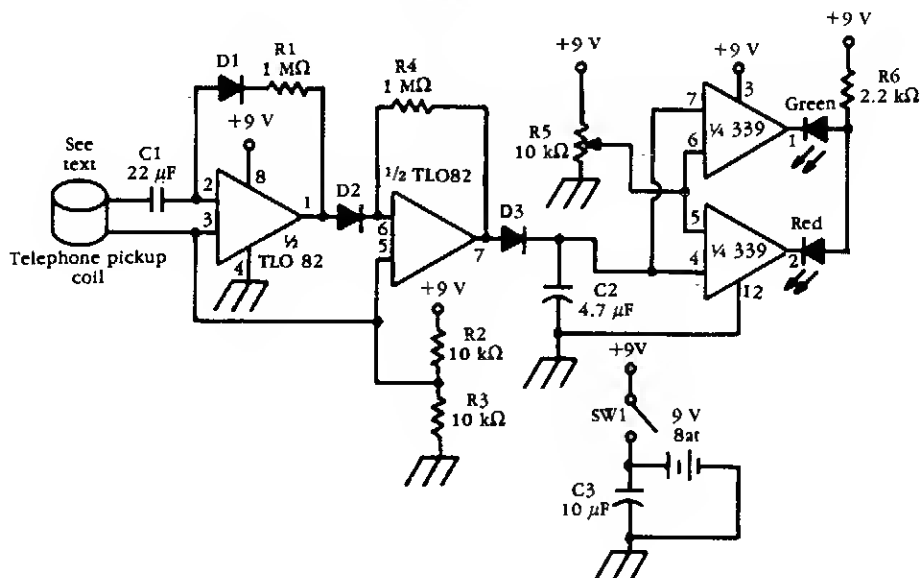 +9 V
R1
1 MΩ
D1
+9 V
See
text
C1
22 µF
2
3
8
1
4
½
TLO 82
Telephone pickup
coil
R4
1 MΩ
½ TLO82
D2
6
5
7
D3
+9 V
R2
10 kΩ
R3
10 kΩ
C2
4.7 µF
+9 V
R5
10 kΩ
+9 V
3
7
6
¼ 339
1
Green
+9 V
R6
2.2 kΩ
5
4
¼ 339
2
12
Red
+9V
SW1
9 V
8at
C3
10 µF